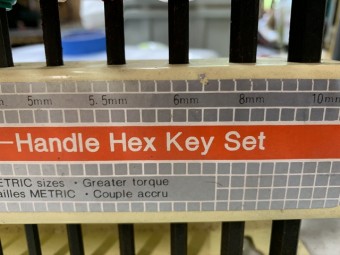 5mm 5.5mm 6mm 8mm 10mm
-Handle Hex Key Set
ETRIC sizes · Greater torque
ailles METRIC · Couple accru